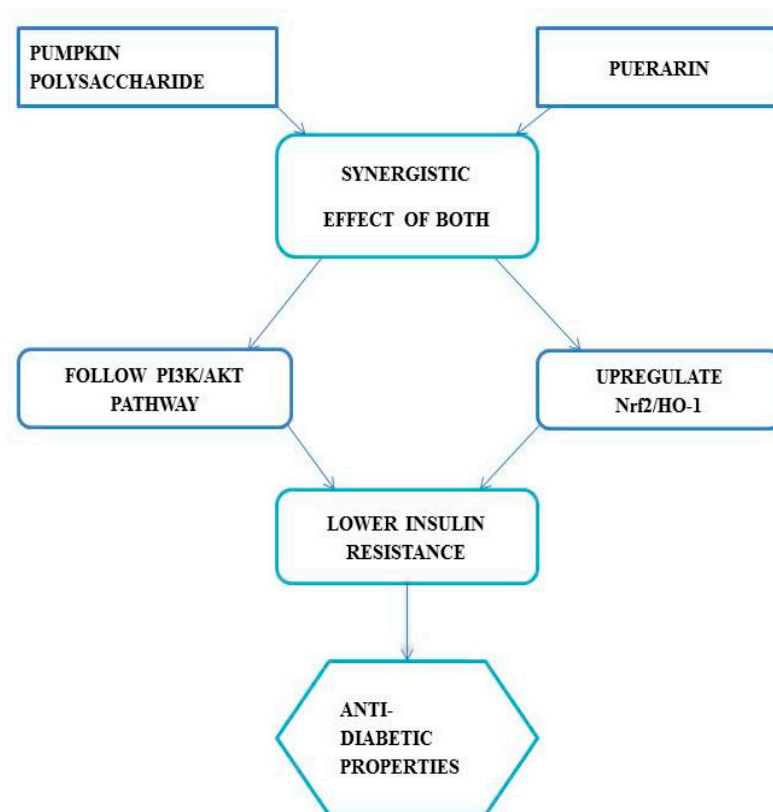 PUMPKIN
POLYSACCHARIDE
PUERARIN
SYNERGISTIC
EFFECT OF BOTH
FOLLOW PI3K/AKT
PATHWAY
UPREGULATE
Nrf2/HO-1
LOWER INSULIN
RESISTANCE
ANTI-
DIABETIC
PROPERTIES